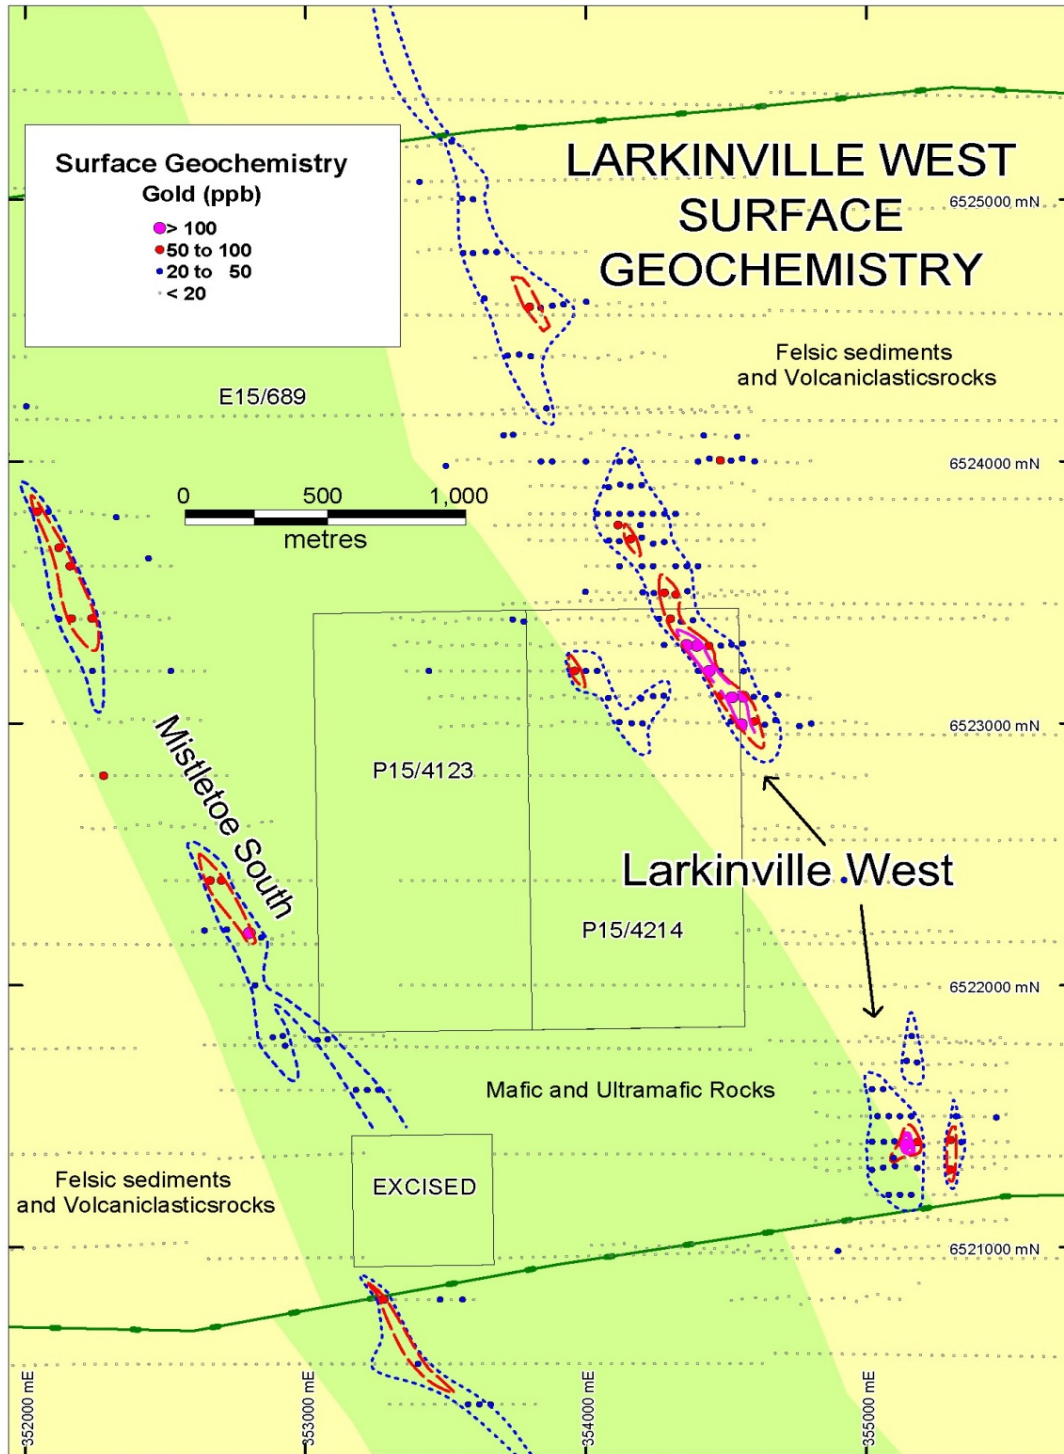 LARKINVILLE WEST
SURFACE
GEOCHEMISTRY
Surface Geochemistry
Gold (ppb)
> 100
50 to 100
20 to 50
< 20
6525000 mN
Felsic sediments
and Volcaniclasticsrocks
E15/689
6524000 mN
0 500 1,000
metres
6523000 mN
Mistletoe South
P15/4123
Larkinville West
P15/4214
6522000 mN
Mafic and Ultramafic Rocks
Felsic sediments
and Volcaniclasticsrocks
EXCISED
6521000 mN
352000 mE
353000 mE
354000 mE
355000 mE